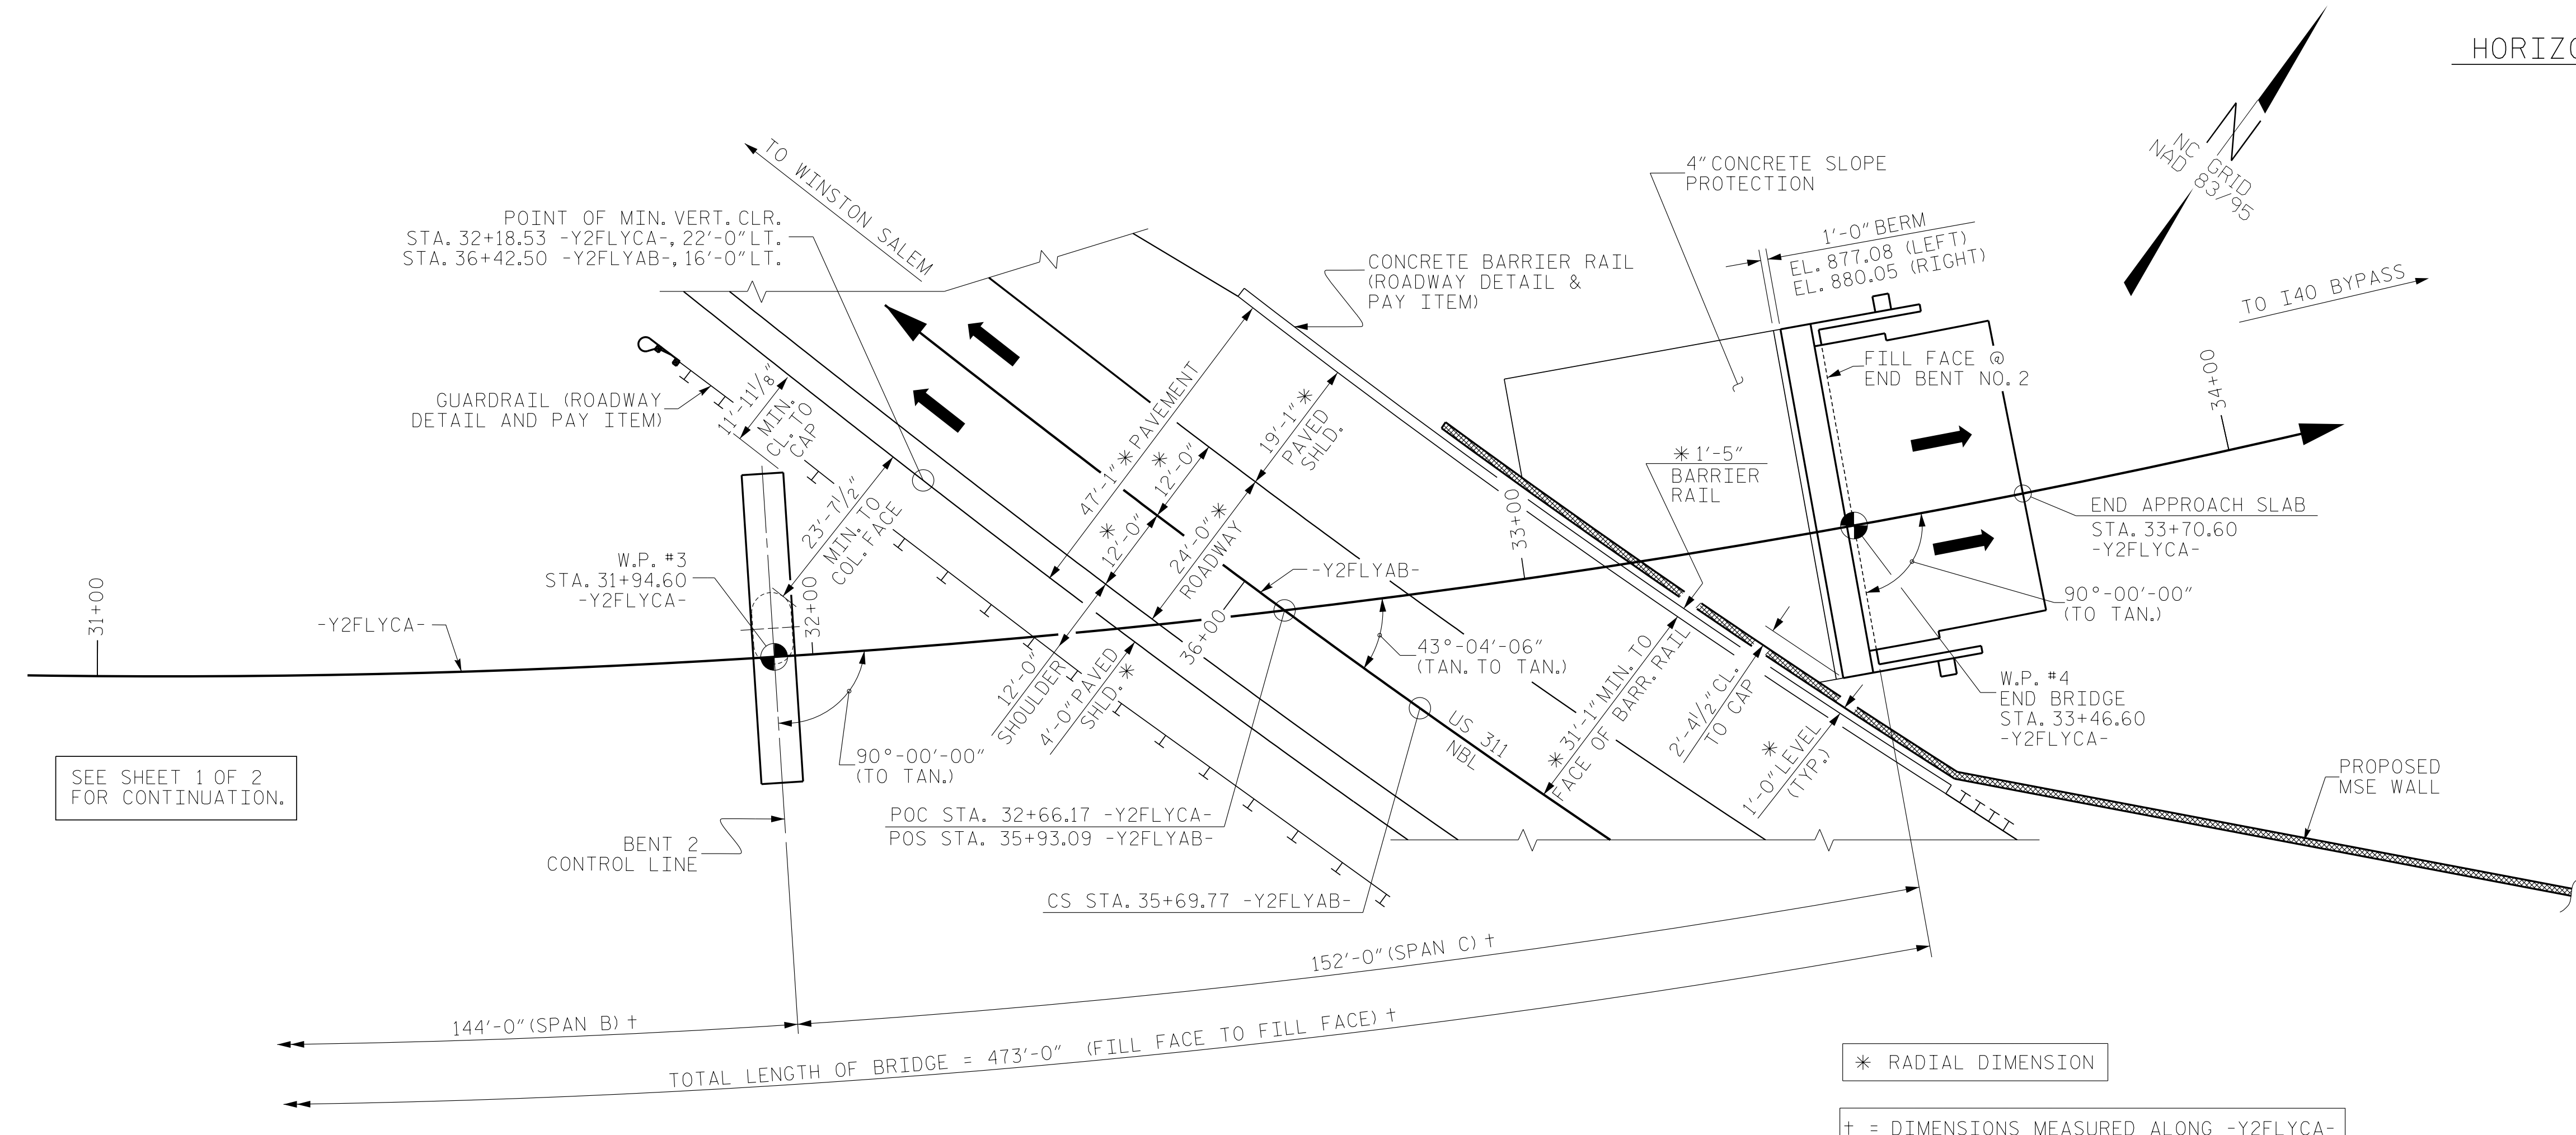 HORIZO
NC GRID
NAD 83/95
TO WINSTON SALEM
POINT OF MIN. VERT. CLR.
STA. 32+18.53 -Y2FLYCA-, 22'-0" LT.
STA. 36+42.50 -Y2FLYAB-, 16'-0" LT.
4" CONCRETE SLOPE
PROTECTION
1'-0" BERM
EL. 877.08 (LEFT)
EL. 880.05 (RIGHT)
CONCRETE BARRIER RAIL
(ROADWAY DETAIL &
PAY ITEM)
TO I40 BYPASS
GUARDRAIL (ROADWAY
DETAIL AND PAY ITEM)
11'-11 1/8"
MIN.
CL. TO
CAP
47'-1" * PAVEMENT
19'-1" *
PAVED
SHLD.
* 12'-0"
* 12'-0"
24'-0" *
ROADWAY
FILL FACE @
END BENT NO. 2
34+00
* 1'-5"
BARRIER
RAIL
33+00
END APPROACH SLAB
STA. 33+70.60
-Y2FLYCA-
23'-7 1/2"
MIN. TO
COL. FACE
W.P. #3
STA. 31+94.60
-Y2FLYCA-
31+00
-Y2FLYCA-
32+00
-Y2FLYAB-
36+00
90°-00'-00"
(TO TAN.)
43°-04'-06"
(TAN. TO TAN.)
12'-0"
SHOULDER
4'-0" PAVED
SHLD. *
* 31'-1" MIN. TO
FACE OF BARR. RAIL
2'-4 1/2" CL.
TO CAP
* 1'-0" LEVEL
(TYP.)
W.P. #4
END BRIDGE
STA. 33+46.60
-Y2FLYCA-
US 311
NBL
90°-00'-00"
(TO TAN.)
SEE SHEET 1 OF 2
FOR CONTINUATION.
PROPOSED
MSE WALL
POC STA. 32+66.17 -Y2FLYCA-
POS STA. 35+93.09 -Y2FLYAB-
BENT 2
CONTROL LINE
CS STA. 35+69.77 -Y2FLYAB-
152'-0" (SPAN C) †
144'-0" (SPAN B) †
TOTAL LENGTH OF BRIDGE = 473'-0" (FILL FACE TO FILL FACE) †
* RADIAL DIMENSION
† = DIMENSIONS MEASURED ALONG -Y2FLYCA-